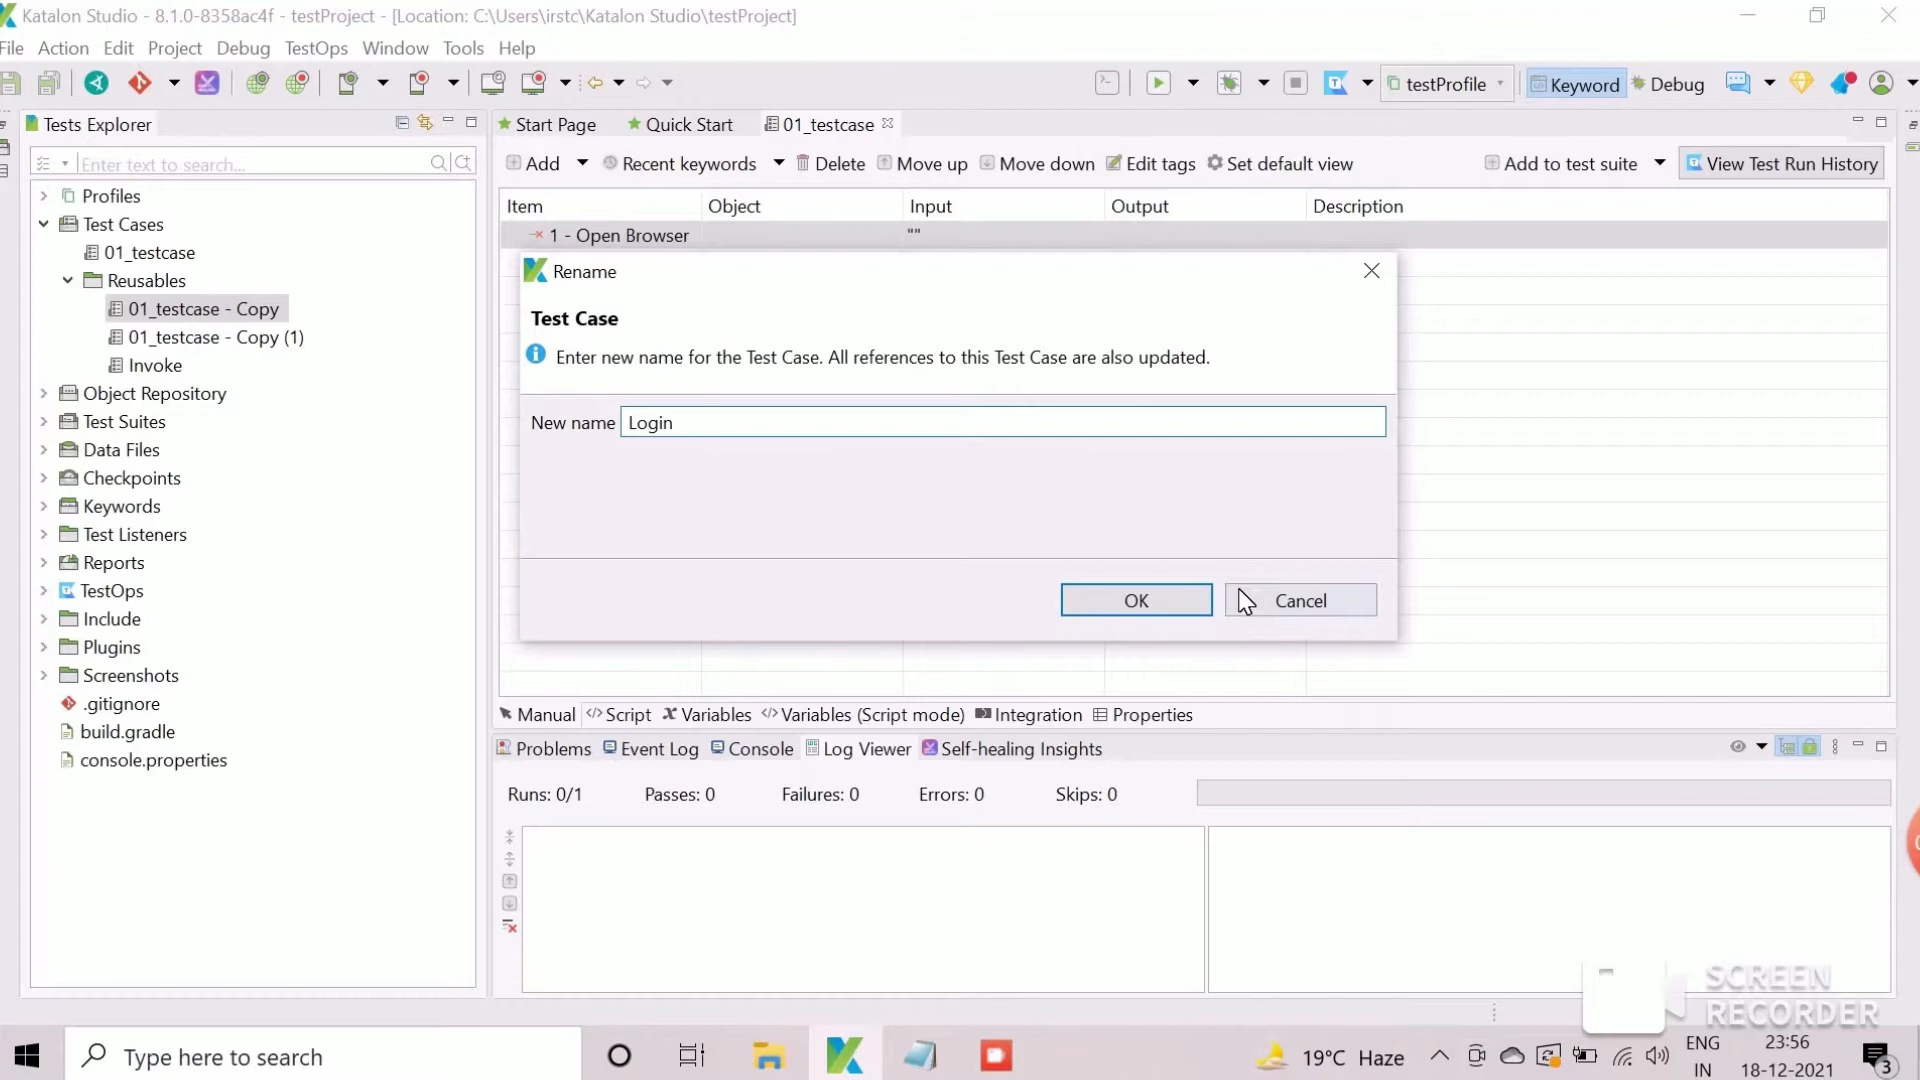 Katalon Studio - 8.1.0-8358ac4f - testProject - [Location: C:\Users\irstc\Katalon Studio\testProject]
File Action Edit Project Debug TestOps Window Tools Help
testProfile Keyword Debug
Tests Explorer
Enter text to search...
Profiles
Test Cases
01_testcase
Reusables
01_testcase - Copy
01_testcase - Copy (1)
Invoke
Object Repository
Test Suites
Data Files
Checkpoints
Keywords
Test Listeners
Reports
TestOps
Include
Plugins
Screenshots
.gitignore
build.gradle
console.properties
Start Page Quick Start 01_testcase
Add Recent keywords Delete Move up Move down Edit tags Set default view Add to test suite View Test Run History
Item Object Input Output Description
1 - Open Browser ""
Rename
Test Case
Enter new name for the Test Case. All references to this Test Case are also updated.
New name Login
OK Cancel
Manual Script Variables Variables (Script mode) Integration Properties
Problems Event Log Console Log Viewer Self-healing Insights
Runs: 0/1 Passes: 0 Failures: 0 Errors: 0 Skips: 0
SCREEN
RECORDER
Type here to search
19°C Haze
ENG
IN
23:56
18-12-2021
3